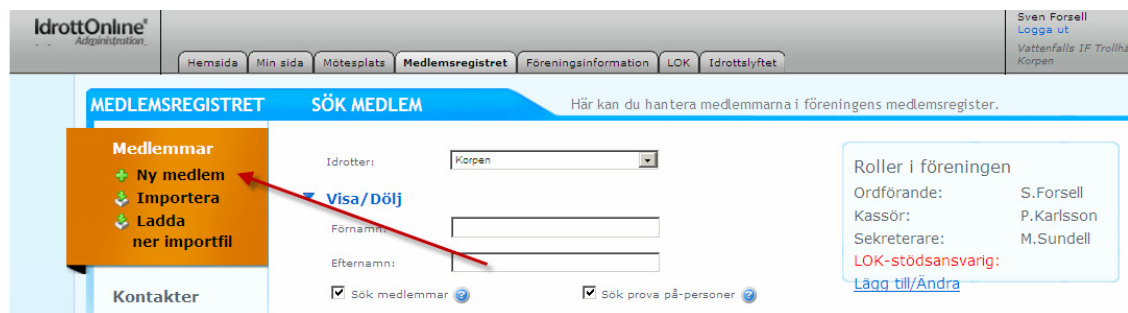 IdrottOnline®
Administration
Sven Forsell
Logga ut
Vattenfalls IF Trollhä
Korpen
Hemsida Min sida Mötesplats Medlemsregistret Föreningsinformation LOK Idrottslyftet
MEDLEMSREGISTRET SÖK MEDLEM Här kan du hantera medlemmarna i föreningens medlemsregister.
Medlemmar
Ny medlem
Importera
Ladda
ner importfil
Kontakter
Idrotter: Korpen
Visa/Dölj
Förnamn:
Efternamn:
Sök medlemmar Sök prova på-personer
Roller i föreningen
Ordförande: S.Forsell
Kassör: P.Karlsson
Sekreterare: M.Sundell
LOK-stödsansvarig:
Lägg till/Ändra